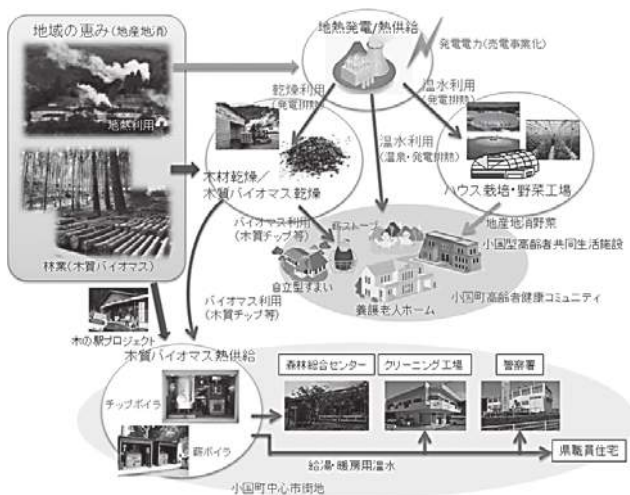 地域の恵み(地産地消)
地熱利用
林業(木質バイオマス)
地熱発電/熱供給
発電電力(売電事業化)
乾燥利用
(発電排熱)
温水利用
(発電排熱)
温水利用
(温泉・発電排熱)
木材乾燥/
木質バイオマス乾燥
ハウス栽培・野菜工場
バイオマス利用
(木質チップ等)
薪ストーブ
地産地消野菜
小国型高齢者共同生活施設
自立型すまい
養護老人ホーム
小国町高齢者健康コミュニティ
バイオマス利用
(木質チップ等)
木の駅プロジェクト
木質バイオマス熱供給
チップボイラ
薪ボイラ
森林総合センター
クリーニング工場
警察署
県職員住宅
給湯・暖房用温水
小国町中心市街地